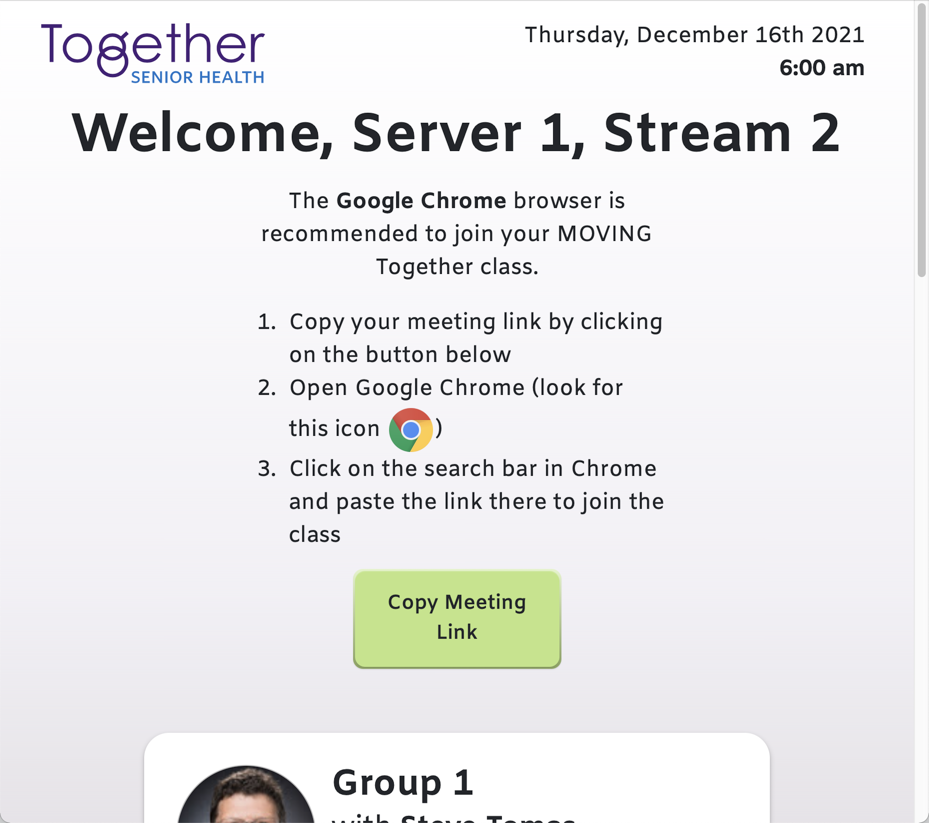 Together
SENIOR HEALTH
Thursday, December 16th 2021
6:00 am
Welcome, Server 1, Stream 2
The Google Chrome browser is
recommended to join your MOVING
Together class.
1. Copy your meeting link by clicking
on the button below
2. Open Google Chrome (look for
this icon )
3. Click on the search bar in Chrome
and paste the link there to join the
class
Copy Meeting
Link
Group 1
with Steve Tomas